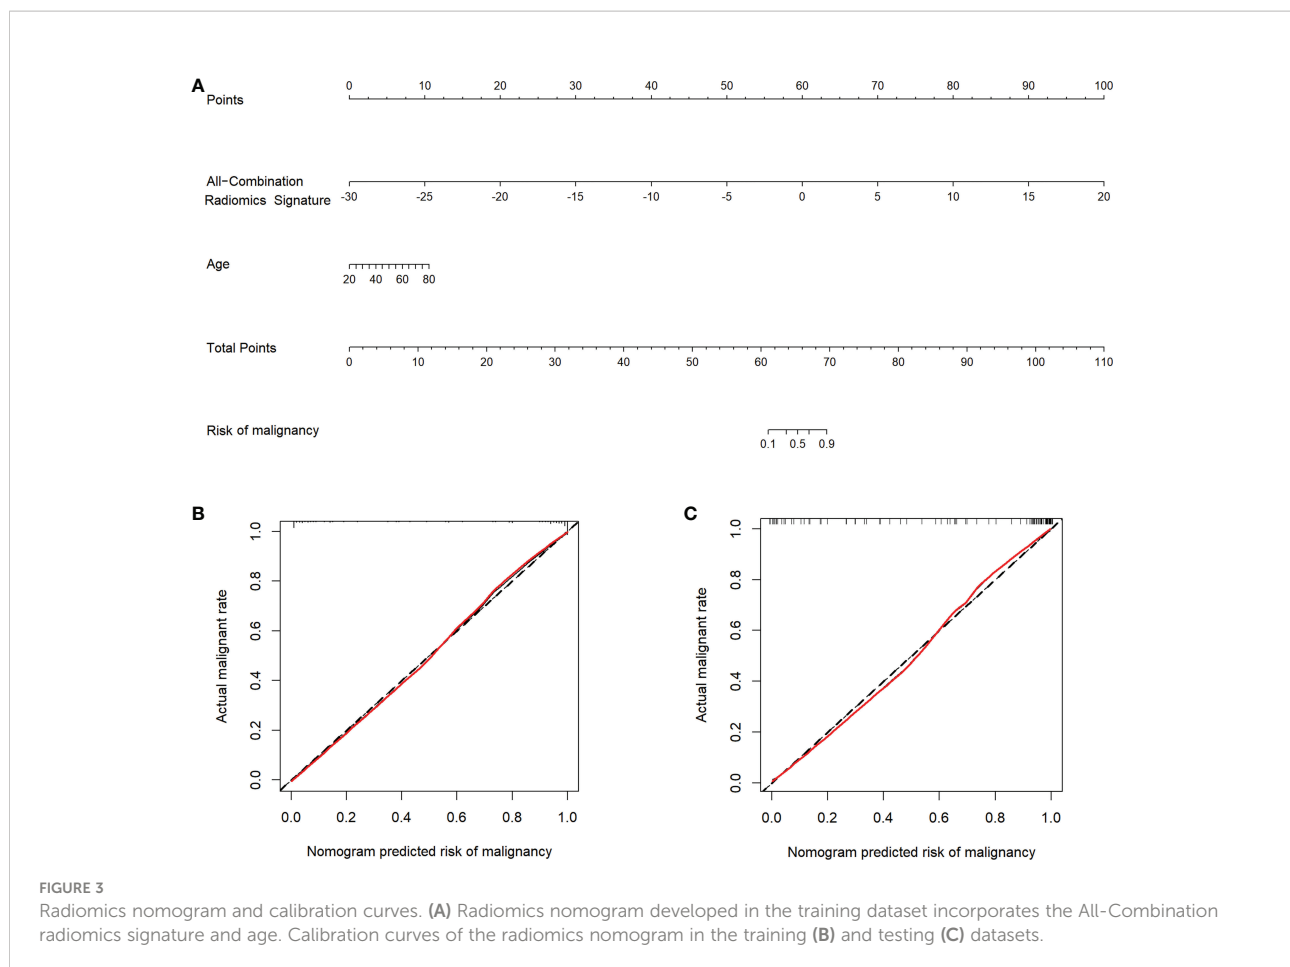 A
0 10 20 30 40 50 60 70 80 90 100
Points
All-Combination
Radiomics Signature
-30 -25 -20 -15 -10 -5 0 5 10 15 20
Age
20 40 60 80
Total Points
0 10 20 30 40 50 60 70 80 90 100 110
Risk of malignancy
0.1 0.5 0.9
B
Actual malignant rate
0.0 0.2 0.4 0.6 0.8 1.0
0.0 0.2 0.4 0.6 0.8 1.0
Nomogram predicted risk of malignancy
C
Actual malignant rate
0.0 0.2 0.4 0.6 0.8 1.0
0.0 0.2 0.4 0.6 0.8 1.0
Nomogram predicted risk of malignancy
FIGURE 3
Radiomics nomogram and calibration curves. (A) Radiomics nomogram developed in the training dataset incorporates the All-Combination
radiomics signature and age. Calibration curves of the radiomics nomogram in the training (B) and testing (C) datasets.